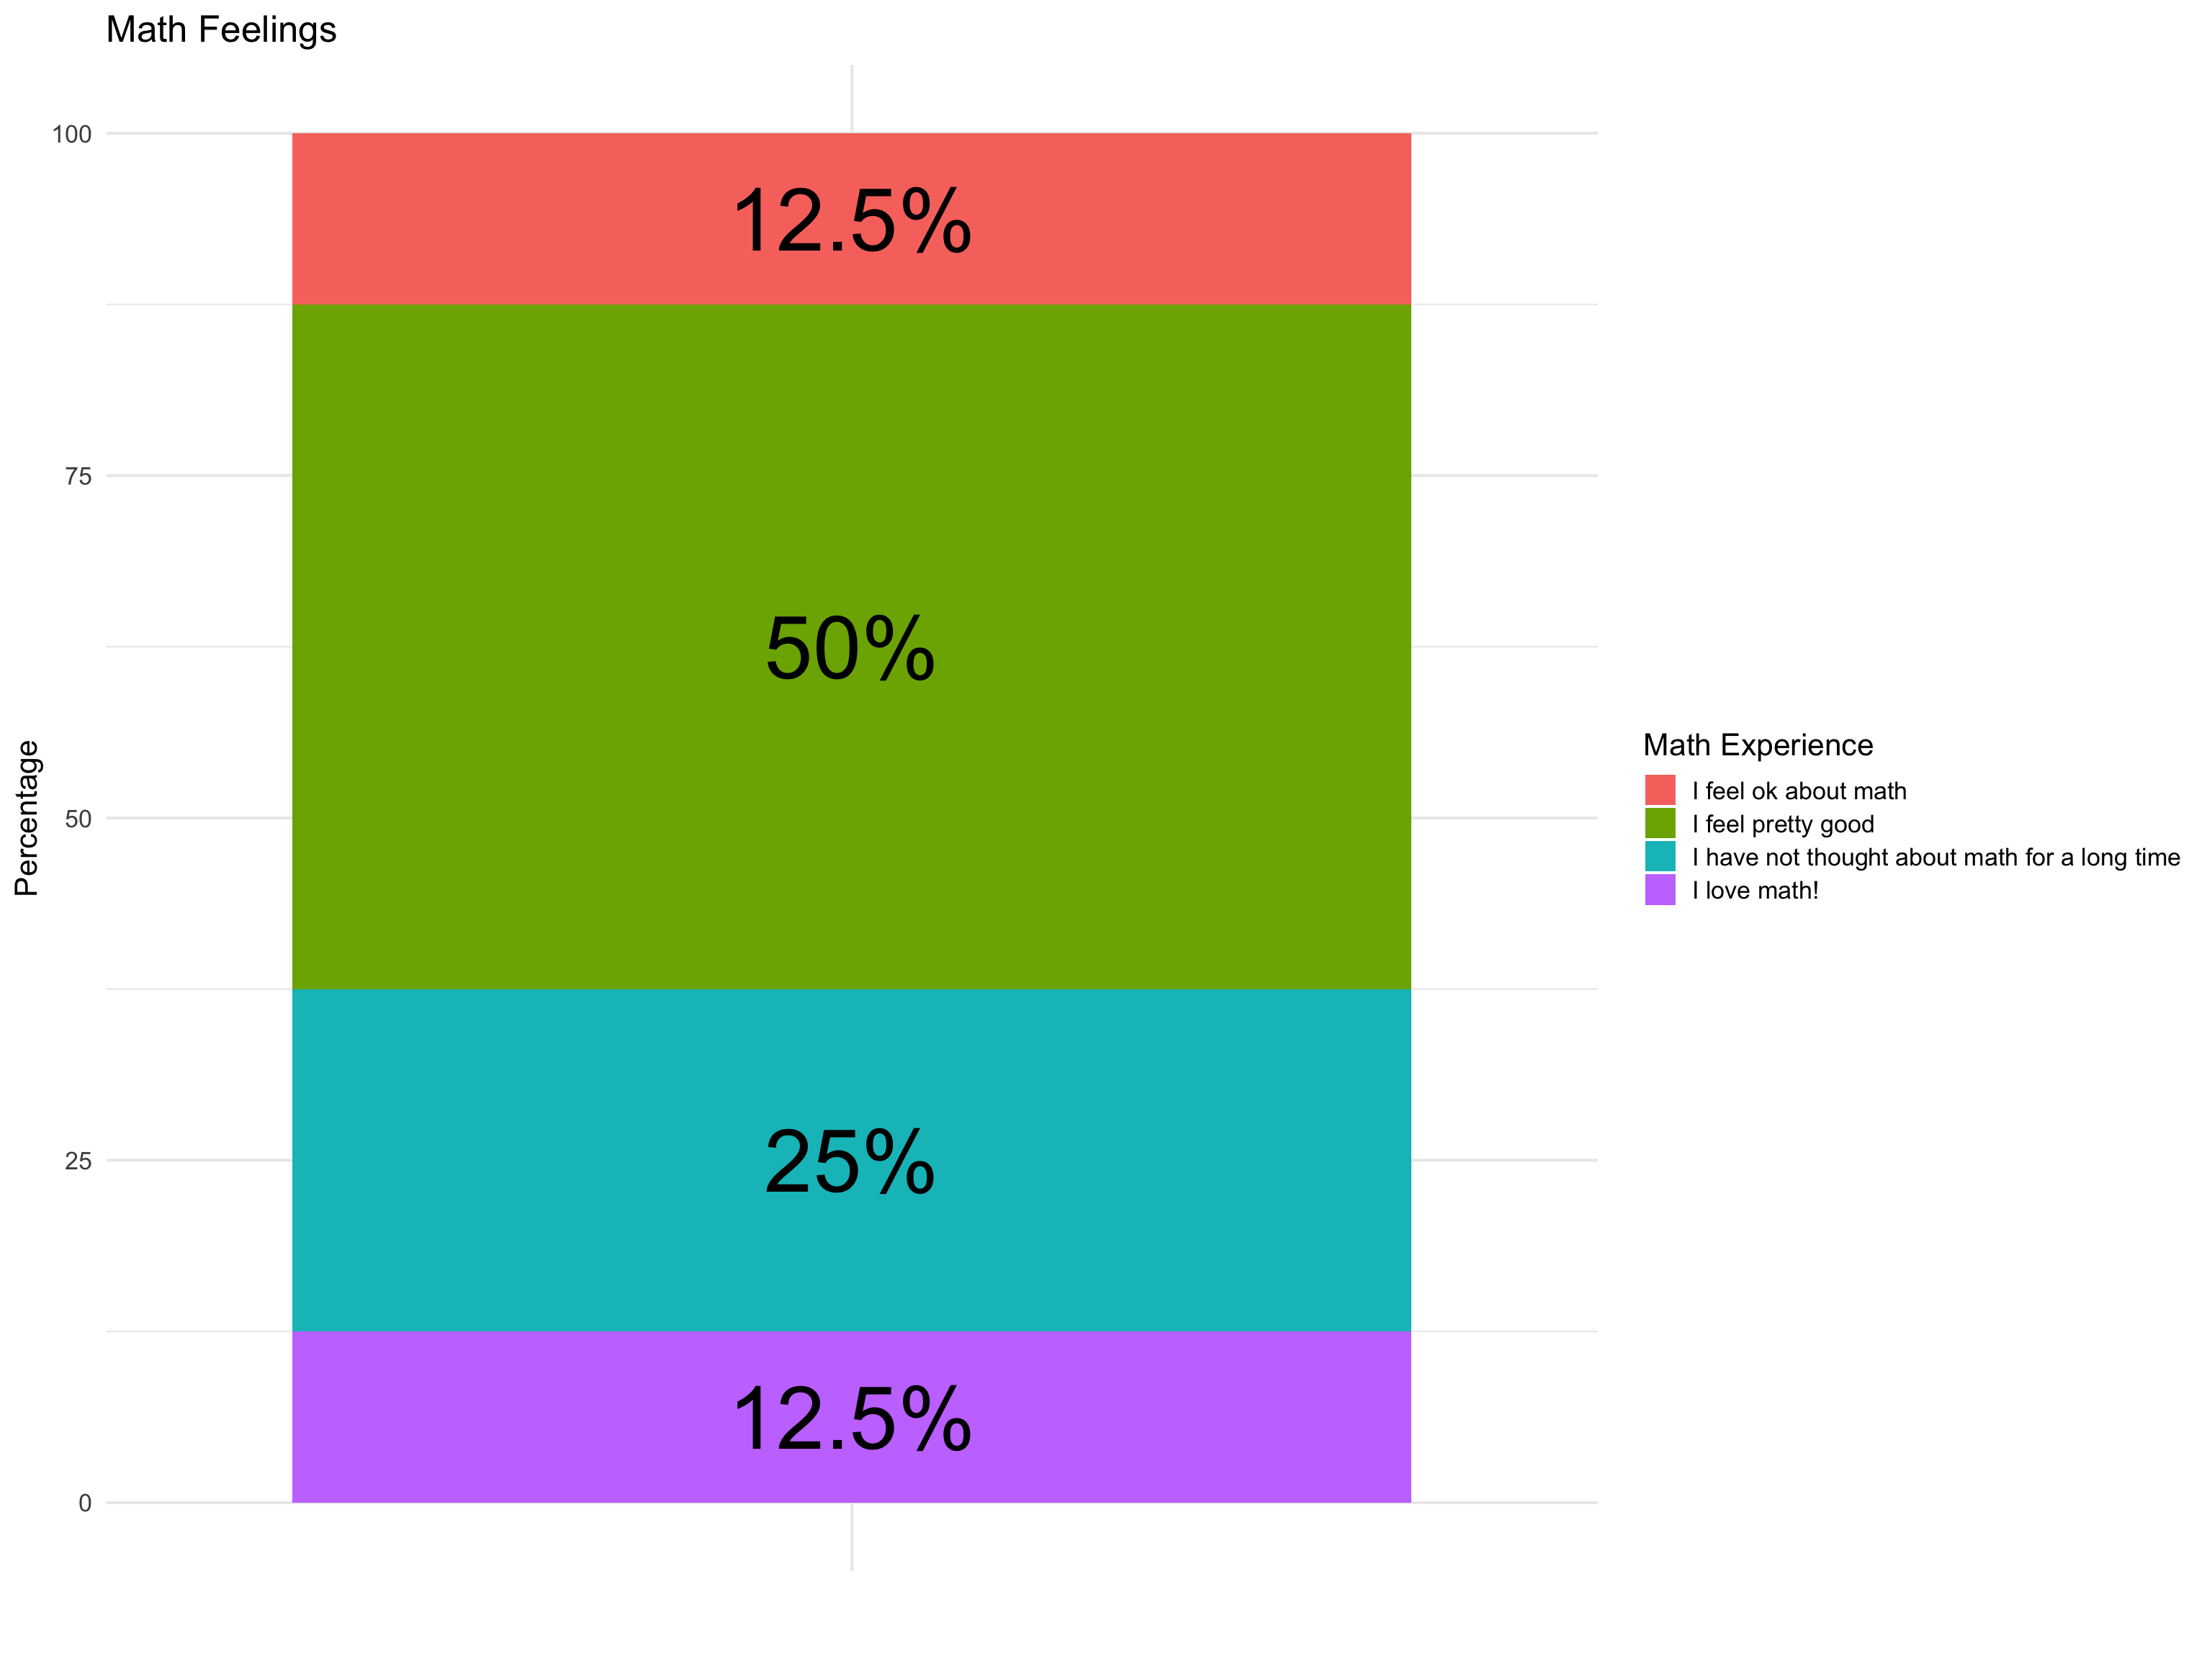 Math Feelings
100
75
50
25
0
Percentage
12.5%
50%
25%
12.5%
Math Experience
I feel ok about math
I feel pretty good
I have not thought about math for a long time
I love math!